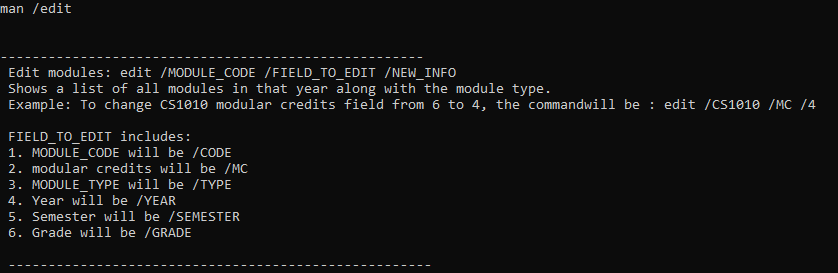 man /edit
-----------------------------------------------------
Edit modules: edit /MODULE_CODE /FIELD_TO_EDIT /NEW_INFO
Shows a list of all modules in that year along with the module type.
Example: To change CS1010 modular credits field from 6 to 4, the commandwill be : edit /CS1010 /MC /4
FIELD_TO_EDIT includes:
1. MODULE_CODE will be /CODE
2. modular credits will be /MC
3. MODULE_TYPE will be /TYPE
4. Year will be /YEAR
5. Semester will be /SEMESTER
6. Grade will be /GRADE
-----------------------------------------------------